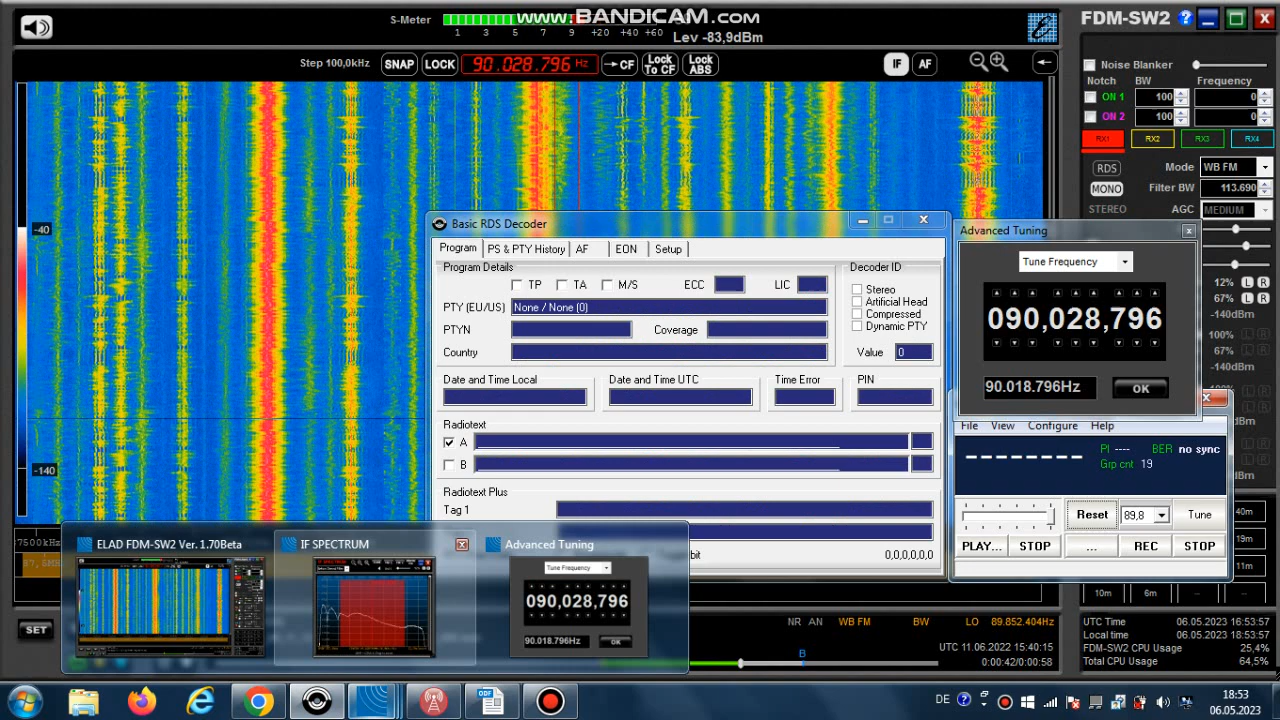 www.BANDICAM.com
S-Meter
1 3 5 7 9 +20 +40 +60
Lev -83,9dBm
FDM-SW2
Step 100,0kHz
SNAP
LOCK
90.028.796 Hz
→CF
Lock To CF
Lock ABS
IF
AF
Noise Blanker
Notch BW Frequency
ON 1 100 0
ON 2 100 0
RX1 RX2 RX3 RX4
RDS
Mode WB FM
MONO
Filter BW 113.690
STEREO
AGC MEDIUM
12% L R
67% L R
-140dBm
100% L R
67% L R
-140dBm
-40
-140
Basic RDS Decoder
Program
PS & PTY History
AF
EON
Setup
Program Details
TP
TA
M/S
ECC
LIC
PTY (EU/US)
None / None (0)
PTYN
Coverage
Country
Decoder ID
Stereo
Artificial Head
Compressed
Dynamic PTY
Value 0
Date and Time Local
Date and Time UTC
Time Error
PIN
Radiotext
A
B
Radiotext Plus
Tag 1
0,0,0,0,0
Advanced Tuning
Tune Frequency
090,028,796
90.018.796Hz
OK
File View Configure Help
PI ----
BER no sync
Grp cnt 19
Reset
89,8
Tune
PLAY...
STOP
...
REC
STOP
40m
19m
11m
10m
6m
ELAD FDM-SW2 Ver. 1.70Beta
IF SPECTRUM
Advanced Tuning
Tune Frequency
090,028,796
90.018.796Hz
OK
SET
NR AN WB FM BW LO 89.852.404Hz
UTC 11.06.2022 15:40:15
B
0:00:42/0:00:58
UTC Time 06.05.2023 16:53:57
Local time 06.05.2023 16:53:57
FDM-SW2 CPU Usage 25,4%
Total CPU Usage 64,5%
ODF
DE
18:53
06.05.2023